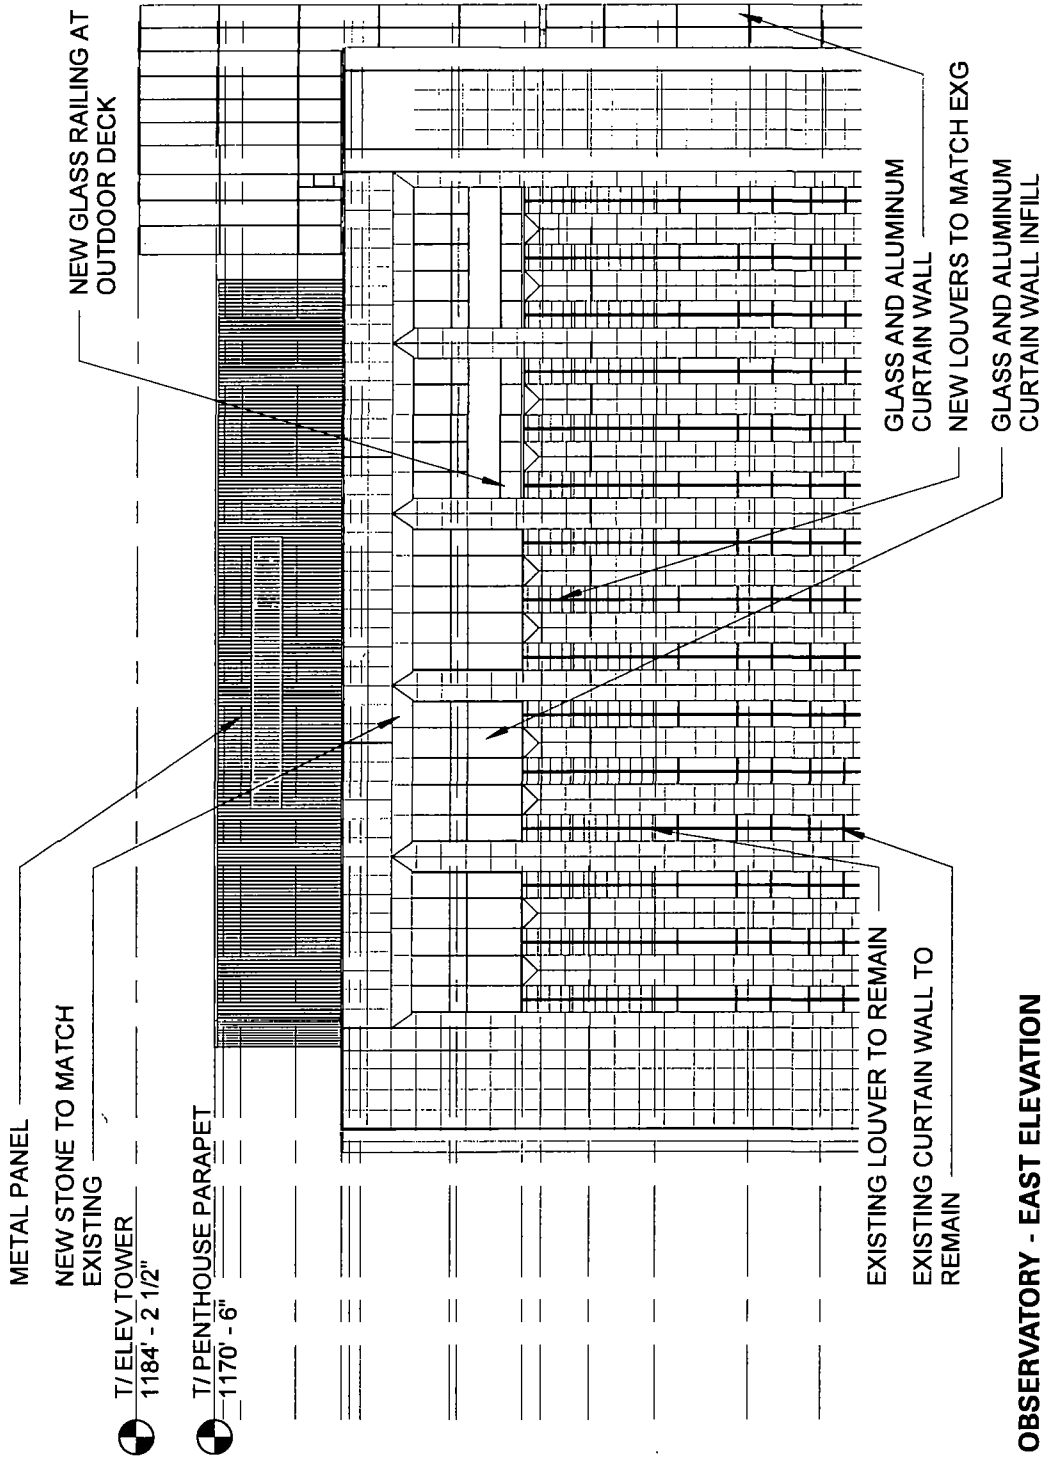 METAL PANEL
NEW STONE TO MATCH
EXISTING
T/ ELEV TOWER
1184' - 2 1/2"
T/ PENTHOUSE PARAPET
1170' - 6"
NEW GLASS RAILING AT
OUTDOOR DECK
EXISTING LOUVER TO REMAIN
EXISTING CURTAIN WALL TO
REMAIN
GLASS AND ALUMINUM
CURTAIN WALL
NEW LOUVERS TO MATCH EXG
GLASS AND ALUMINUM
CURTAIN WALL INFILL
OBSERVATORY - EAST ELEVATION